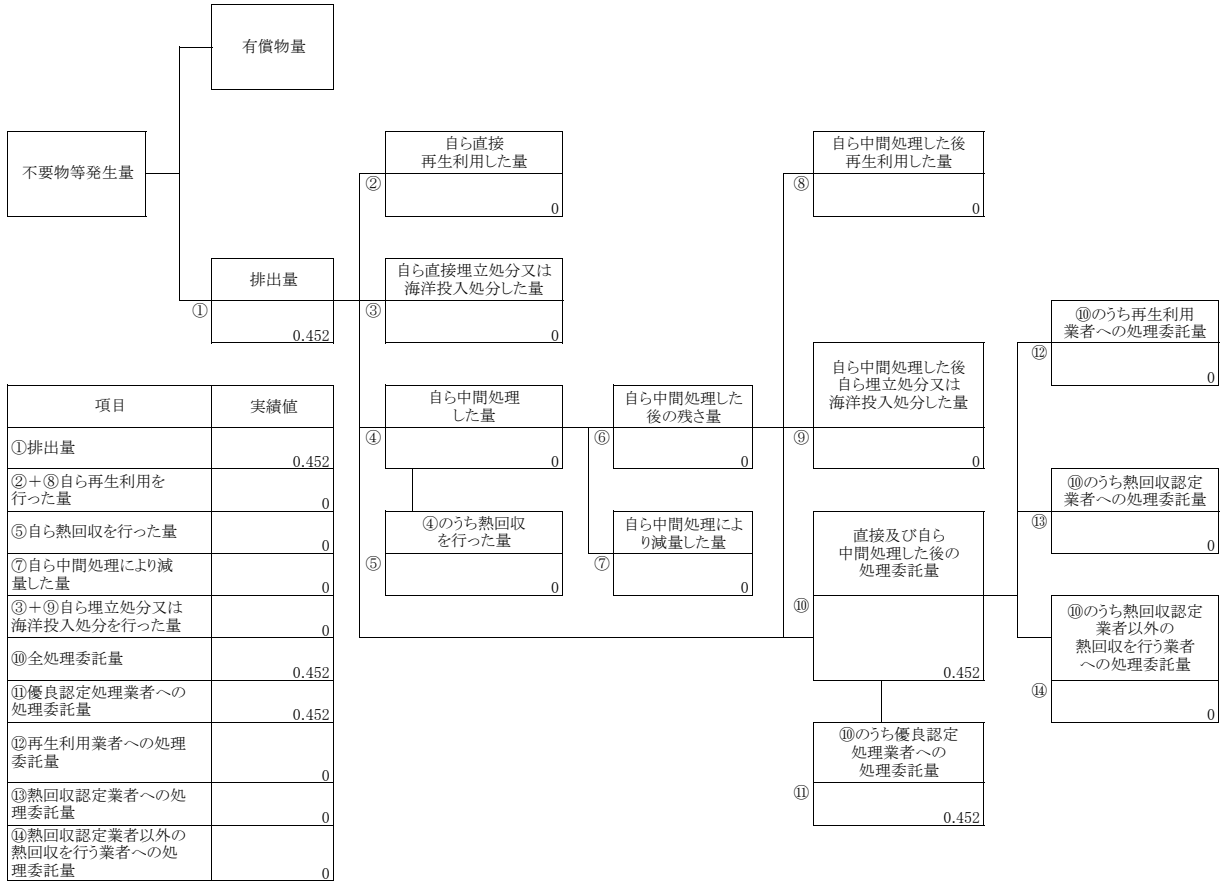 有償物量
不要物等発生量
自ら直接
再生利用した量
②
0
自ら中間処理した後
再生利用した量
⑧
0
排出量
①
0.452
自ら直接埋立処分又は
海洋投入処分した量
③
0
⑩のうち再生利用
業者への処理委託量
⑫
0
自ら中間処理
した量
④
0
自ら中間処理した
後の残さ量
⑥
0
自ら中間処理した後
自ら埋立処分又は
海洋投入処分した量
⑨
0
⑩のうち熱回収認定
業者への処理委託量
⑬
0
④のうち熱回収
を行った量
⑤
0
自ら中間処理によ
り減量した量
⑦
0
直接及び自ら
中間処理した後の
処理委託量
⑩
0.452
⑩のうち熱回収認定
業者以外の
熱回収を行う業者
への処理委託量
⑭
0
⑩のうち優良認定
処理業者への
処理委託量
⑪
0.452
項目 実績値
①排出量
0.452
②＋⑧自ら再生利用を
行った量
0
⑤自ら熱回収を行った量
0
⑦自ら中間処理により減
量した量
0
③＋⑨自ら埋立処分又は
海洋投入処分を行った量
0
⑩全処理委託量
0.452
⑪優良認定処理業者への
処理委託量
0.452
⑫再生利用業者への処理
委託量
0
⑬熱回収認定業者への処
理委託量
0
⑭熱回収認定業者以外の
熱回収を行う業者への処
理委託量
0